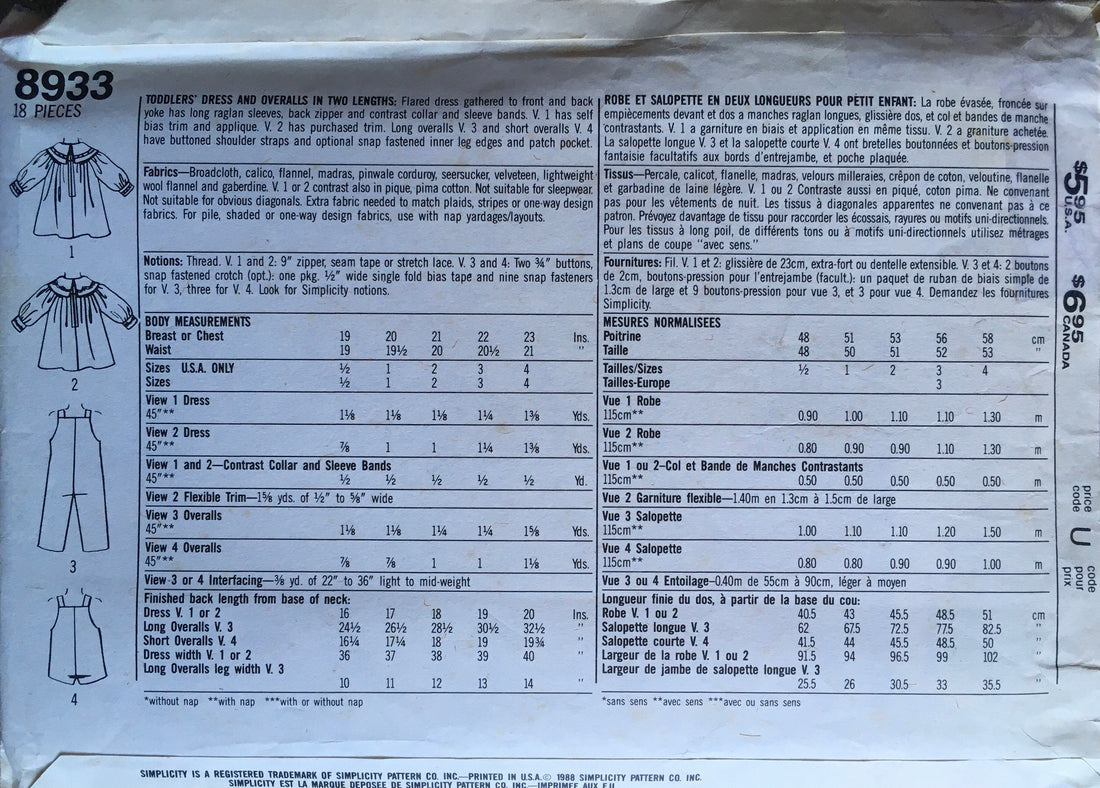 8933
18 PIECES
1
2
3
4
TODDLERS' DRESS AND OVERALLS IN TWO LENGTHS: Flared dress gathered to front and back
yoke has long raglan sleeves, back zipper and contrast collar and sleeve bands. V. 1 has self
bias trim and applique. V. 2 has purchased trim. Long overalls V. 3 and short overalls V. 4
have buttoned shoulder straps and optional snap fastened inner leg edges and patch pocket.
Fabrics—Broadcloth, calico, flannel, madras, pinwale corduroy, seersucker, velveteen, lightweight
wool flannel and gaberdine. V. 1 or 2 contrast also in pique, pima cotton. Not suitable for sleepwear.
Not suitable for obvious diagonals. Extra fabric needed to match plaids, stripes or one-way design
fabrics. For pile, shaded or one-way design fabrics, use with nap yardages/layouts.
Notions: Thread. V. 1 and 2: 9" zipper, seam tape or stretch lace. V. 3 and 4: Two ¾" buttons,
snap fastened crotch (opt.): one pkg. ½" wide single fold bias tape and nine snap fasteners
for V. 3, three for V. 4. Look for Simplicity notions.
BODY MEASUREMENTS
Breast or Chest 19 20 21 22 23 Ins.
Waist 19 19½ 20 20½ 21 "
Sizes U.S.A. ONLY ½ 1 2 3 4
Sizes ½ 1 2 3 4
View 1 Dress
45"** 1⅛ 1⅛ 1⅛ 1¼ 1⅜ Yds.
View 2 Dress
45"** ⅞ 1 1 1¼ 1⅜ Yds.
View 1 and 2—Contrast Collar and Sleeve Bands
45"** ½ ½ ½ ½ ½ Yd.
View 2 Flexible Trim—1⅝ yds. of ½" to ⅝" wide
View 3 Overalls
45"** 1⅛ 1⅛ 1¼ 1¼ 1⅝ Yds.
View 4 Overalls
45"** ⅞ ⅞ 1 1 1⅛ Yds.
View 3 or 4 Interfacing—⅜ yd. of 22" to 36" light to mid-weight
Finished back length from base of neck:
Dress V. 1 or 2 16 17 18 19 20 Ins.
Long Overalls V. 3 24½ 26½ 28½ 30½ 32½ "
Short Overalls V. 4 16¼ 17¼ 18 19 19¾ "
Dress width V. 1 or 2 36 37 38 39 40 "
Long Overalls leg width V. 3
10 11 12 13 14 "
*without nap **with nap ***with or without nap
ROBE ET SALOPETTE EN DEUX LONGUEURS POUR PETIT ENFANT: La robe évasée, froncée sur
empiècements devant et dos a manches raglan longues, glissière dos, et col et bandes de manche
contrastants. V. 1 a garniture en biais et application en même tissu. V. 2 a graniture achetée.
La salopette longue V. 3 et la salopette courte V. 4 ont bretelles boutonnées et boutons-pression
fantaisie facultatifs aux bords d'entrejambe, et poche plaquée.
Tissus—Percale, calicot, flanelle, madras, velours milleraies, crêpon de coton, veloutine, flanelle
et garbadine de laine légère. V. 1 ou 2 Contraste aussi en piqué, coton pima. Ne convenant
pas pour les vêtements de nuit. Les tissus à diagonales apparentes ne convenant pas à ce
patron. Prévoyez davantage de tissu pour raccorder les écossais, rayures ou motifs uni-directionnels.
Pour les tissus à long poil, de différents tons ou à motifs uni-directionnels utilisez métrages
et plans de coupe "avec sens."
Fournitures: Fil. V. 1 et 2: glissière de 23cm, extra-fort ou dentelle extensible. V. 3 et 4: 2 boutons
de 2cm, boutons-pression pour l'entrejambe (facult.): un paquet de ruban de biais simple de
1.3cm de large et 9 boutons-pression pour vue 3, et 3 pour vue 4. Demandez les fournitures
Simplicity.
MESURES NORMALISEES
Poitrine 48 51 53 56 58 cm
Taille 48 50 51 52 53 "
Tailles/Sizes ½ 1 2 3 4
Tailles-Europe 3
Vue 1 Robe
115cm** 0.90 1.00 1.10 1.10 1.30 m
Vue 2 Robe
115cm** 0.80 0.90 0.90 1.10 1.30 m
Vue 1 ou 2-Col et Bande de Manches Contrastants
115cm** 0.50 0.50 0.50 0.50 0.50 m
Vue 2 Garniture flexible—1.40m en 1.3cm à 1.5cm de large
Vue 3 Salopette
115cm** 1.00 1.10 1.10 1.20 1.50 m
Vue 4 Salopette
115cm** 0.80 0.80 0.90 0.90 1.00 m
Vue 3 ou 4 Entoilage—0.40m de 55cm à 90cm, léger à moyen
Longueur finie du dos, à partir de la base du cou:
Robe V. 1 ou 2 40.5 43 45.5 48.5 51 cm
Salopette longue V. 3 62 67.5 72.5 77.5 82.5 "
Salopette courte V. 4 41.5 44 45.5 48.5 50 "
Largeur de la robe V. 1 ou 2 91.5 94 96.5 99 102 "
Largeur de jambe de salopette longue V. 3
25.5 26 30.5 33 35.5 "
*sans sens **avec sens ***avec ou sans sens
$5.95 U.S.A.
$6.95 CANADA
price code U code pour prix
SIMPLICITY IS A REGISTERED TRADEMARK OF SIMPLICITY PATTERN CO. INC.—PRINTED IN U.S.A.© 1988 SIMPLICITY PATTERN CO. INC.
SIMPLICITY EST LA MARQUE DEPOSEE DE SIMPLICITY PATTERN CO. INC—IMPRIMEE AUX E.U.